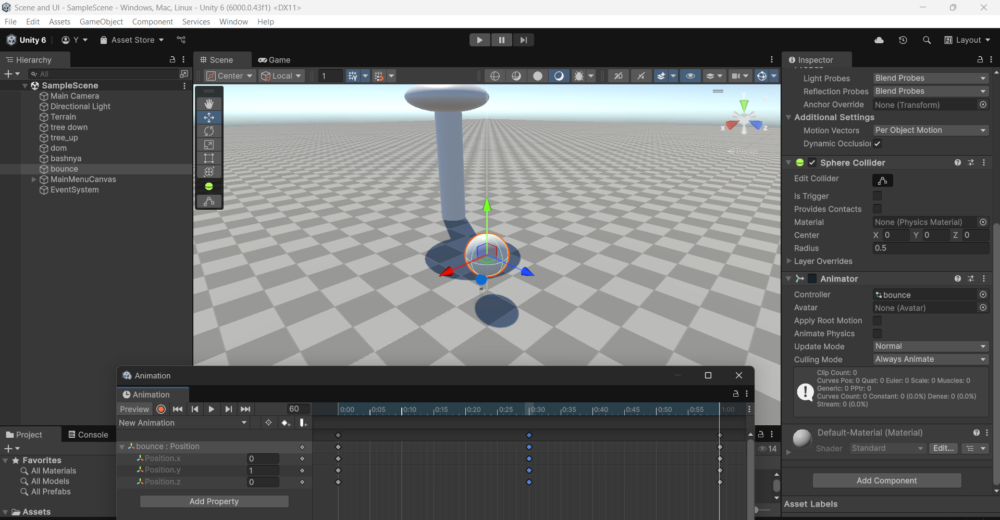 Scene and UI - SampleScene - Windows, Mac, Linux - Unity 6 (6000.0.43f1) <DX11>
File Edit Assets GameObject Component Services Window Help
Unity 6 Y Asset Store Layout
Hierarchy
All
SampleScene
Main Camera
Directional Light
Terrain
tree down
tree_up
dom
bashnya
bounce
MainMenuCanvas
EventSystem
Scene Game
Center Local 1 2D
y
x z
Persp
Inspector
Probes
Light Probes Blend Probes
Reflection Probes Blend Probes
Anchor Override None (Transform)
Additional Settings
Motion Vectors Per Object Motion
Dynamic Occlusion
Sphere Collider
Edit Collider
Is Trigger
Provides Contacts
Material None (Physics Material)
Center X 0 Y 0 Z 0
Radius 0.5
Layer Overrides
Animator
Controller bounce
Avatar None (Avatar)
Apply Root Motion
Animate Physics
Update Mode Normal
Culling Mode Always Animate
Clip Count: 0
Curves Pos: 0 Quat: 0 Euler: 0 Scale: 0 Muscles: 0
Generic: 0 PPtr: 0
Curves Count: 0 Constant: 0 (0.0%) Dense: 0 (0.0%)
Stream: 0 (0.0%)
Default-Material (Material)
Shader Standard Edit...
Add Component
Asset Labels
Animation
Animation
Preview 60 0:00 0:05 0:10 0:15 0:20 0:25 0:30 0:35 0:40 0:45 0:50 0:55 1:00
New Animation
bounce : Position
Position.x 0
Position.y 1
Position.z 0
Add Property
Project Console
14
Favorites
All Materials
All Models
All Prefabs
Assets